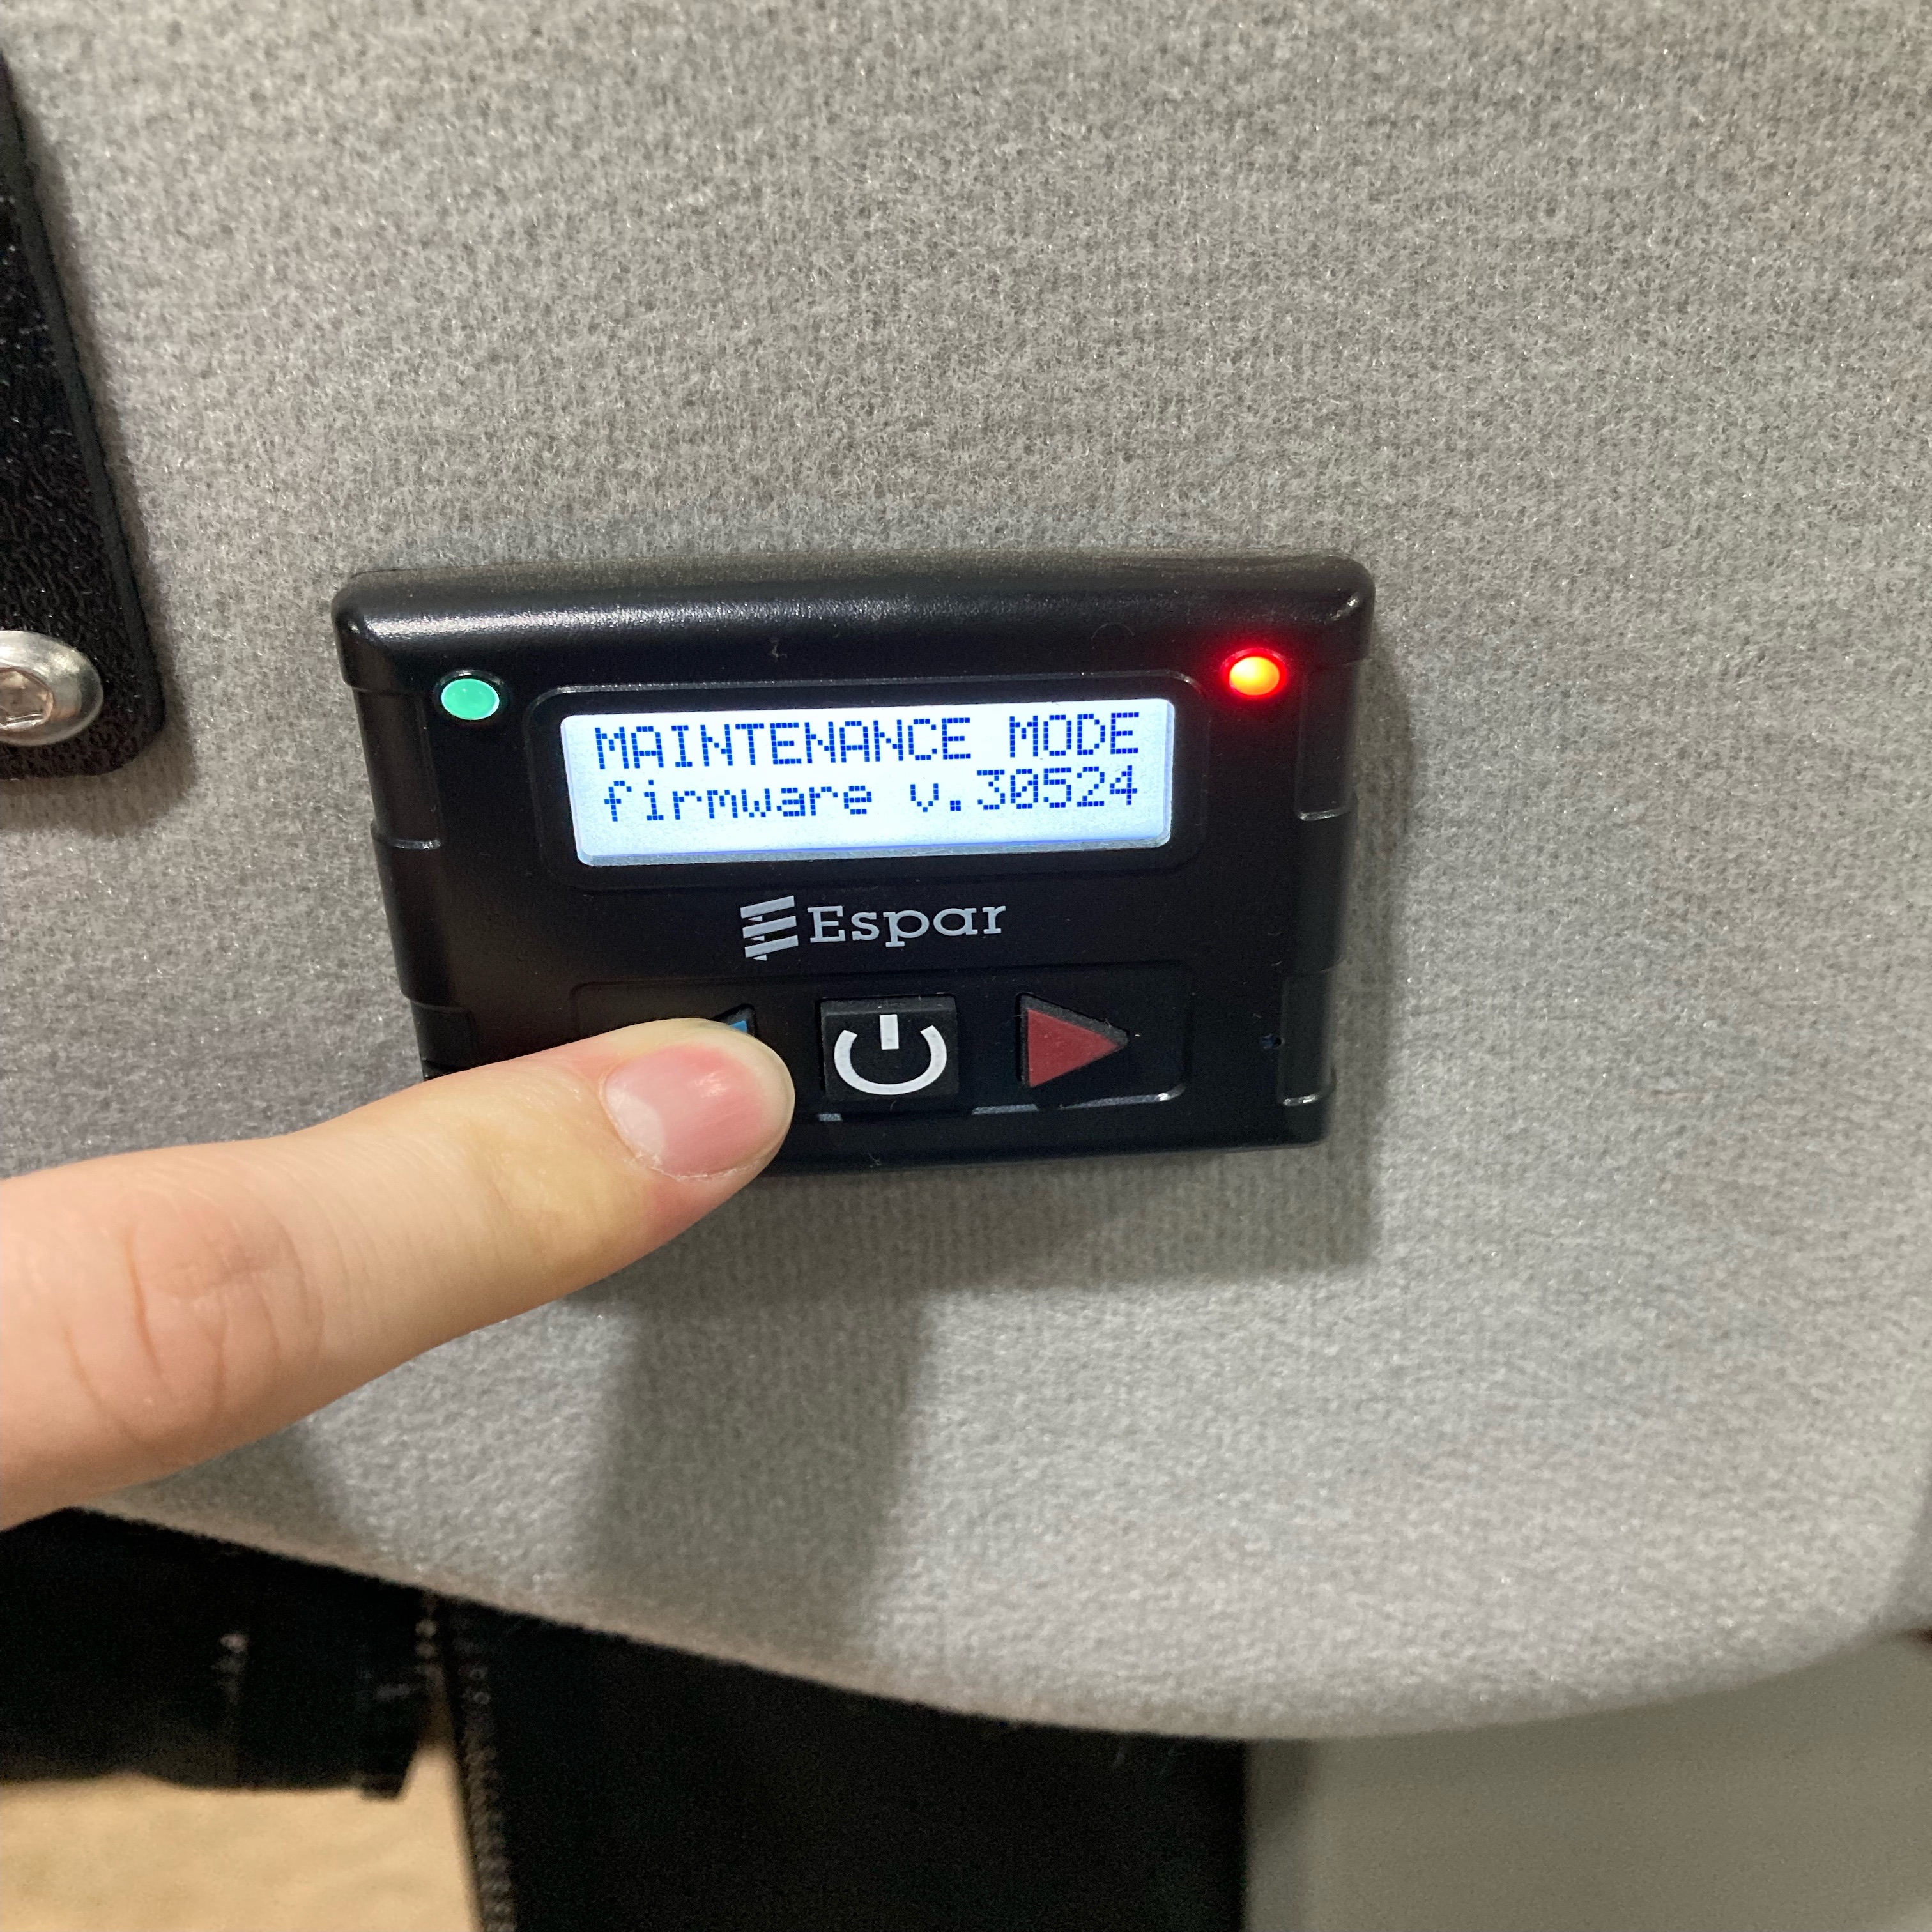 MAINTENANCE MODE
firmware v.30524
Espar